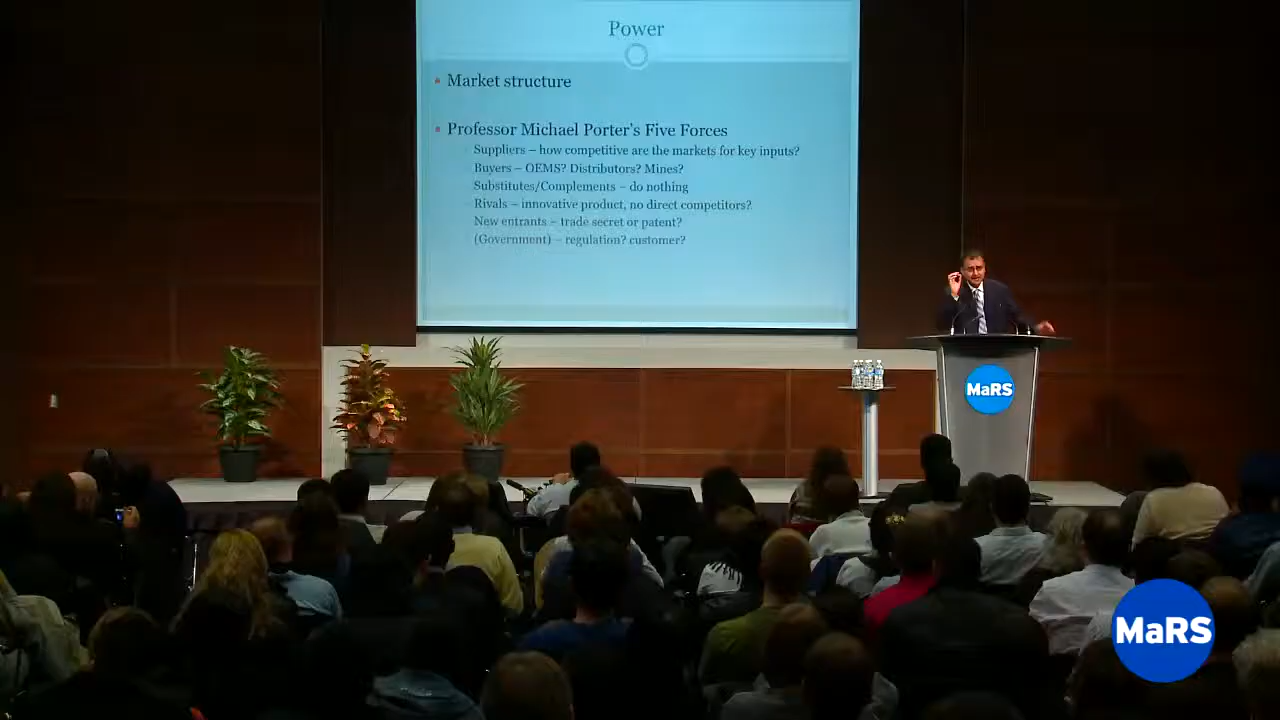 Power
Market structure
Professor Michael Porter's Five Forces
Suppliers – how competitive are the markets for key inputs?
Buyers – OEMS? Distributors? Mines?
Substitutes/Complements – do nothing
Rivals – innovative product, no direct competitors?
New entrants – trade secret or patent?
(Government) – regulation? customer?
MaRS
MaRS